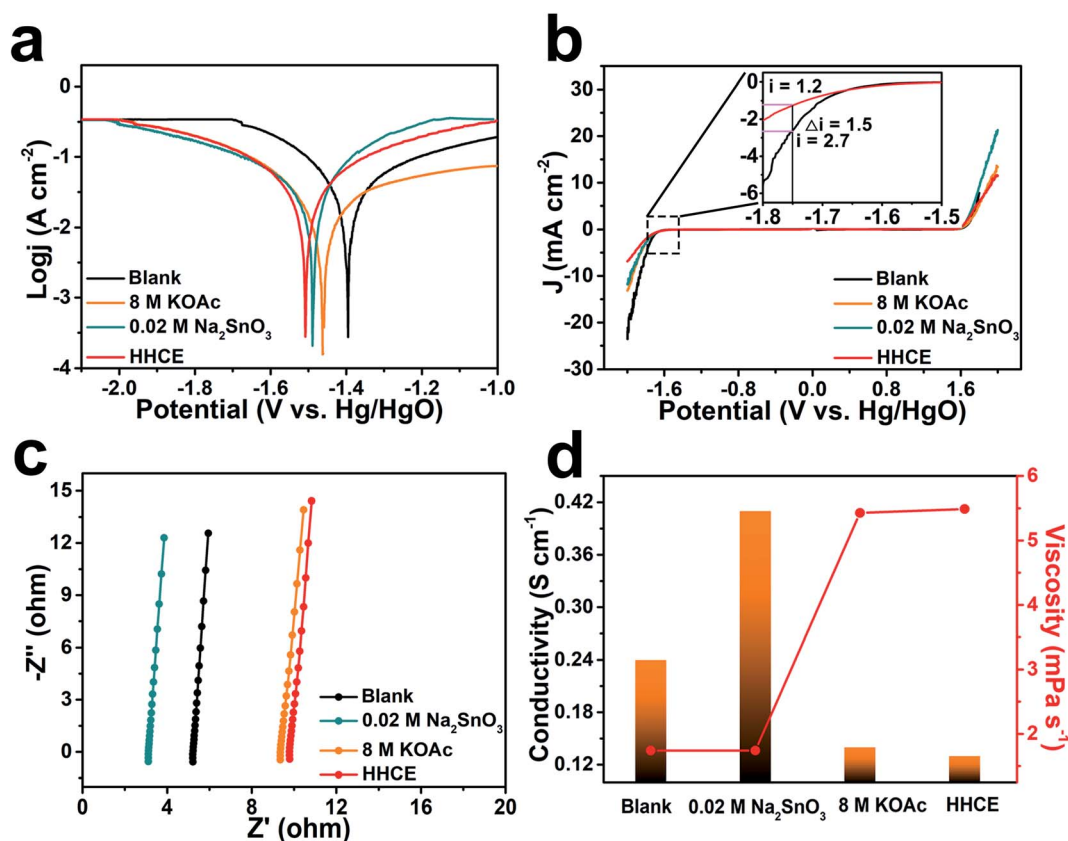 a
0
-1
-2
-3
-4
Logj (A cm⁻²)
Blank
8 M KOAc
0.02 M Na₂SnO₃
HHCE
-2.0
-1.8
-1.6
-1.4
-1.2
-1.0
Potential (V vs. Hg/HgO)
b
35
30
20
10
0
-10
-20
-30
J (mA cm⁻²)
i = 1.2
△i = 1.5
i = 2.7
0
-2
-4
-6
-1.8
-1.7
-1.6
-1.5
Blank
8 M KOAc
0.02 M Na₂SnO₃
HHCE
-1.6
-0.8
0.0
0.8
1.6
Potential (V vs. Hg/HgO)
c
15
12
9
6
3
0
-Z'' (ohm)
Blank
0.02 M Na₂SnO₃
8 M KOAc
HHCE
0
4
8
12
16
20
Z' (ohm)
d
0.42
0.36
0.30
0.24
0.18
0.12
Conductivity (S cm⁻¹)
6
5
5
4
3
2
2
Viscosity (mPa s⁻¹)
Blank
0.02 M Na₂SnO₃
8 M KOAc
HHCE